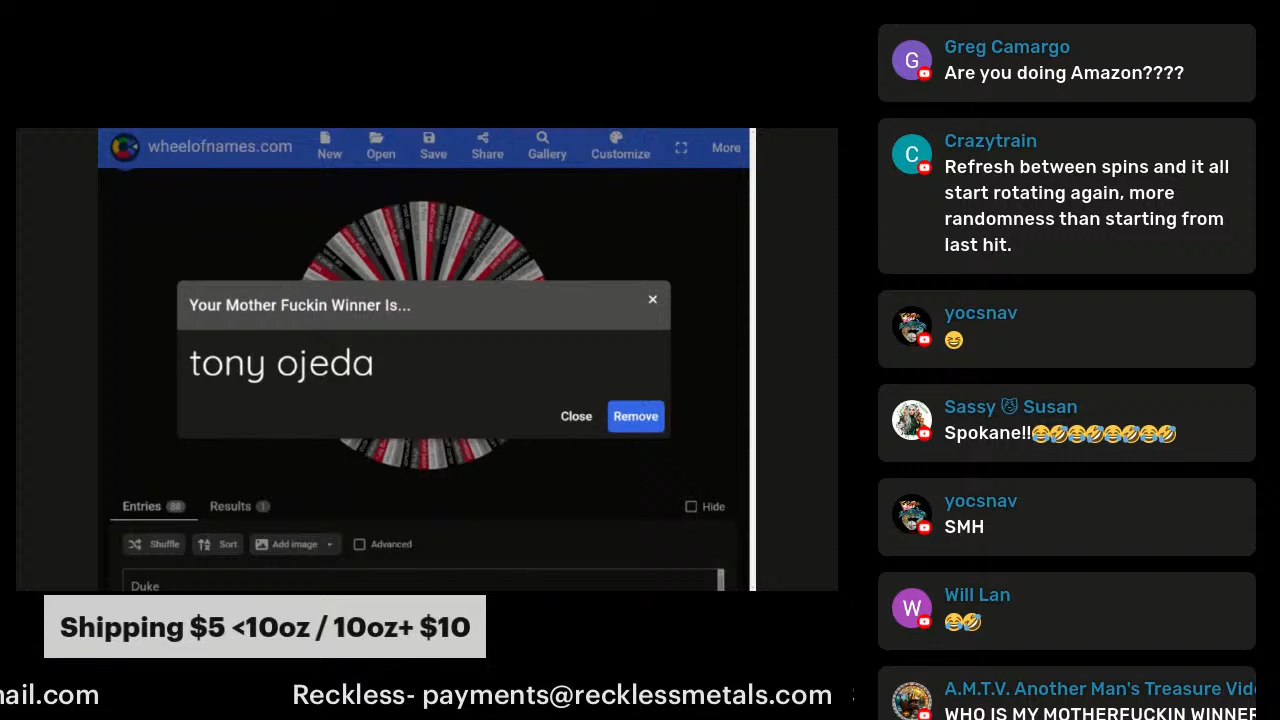 wheelofnames.com
New
Open
Save
Share
Gallery
Customize
More
Your Mother Fuckin Winner Is...
×
tony ojeda
Close
Remove
Entries 88
Results 1
Hide
Shuffle
Sort
Add image
Advanced
Duke
Shipping $5 <10oz / 10oz+ $10
nail.com
Reckless- payments@recklessmetals.com
G
Greg Camargo
Are you doing Amazon????
C
Crazytrain
Refresh between spins and it all
start rotating again, more
randomness than starting from
last hit.
yocsnav
😆
Sassy 😼 Susan
Spokane!!😂🤣😂🤣😂🤣😂🤣
yocsnav
SMH
W
Will Lan
😂🤣
A.M.T.V. Another Man's Treasure Vid
WHO IS MY MOTHERFUCKIN WINNER